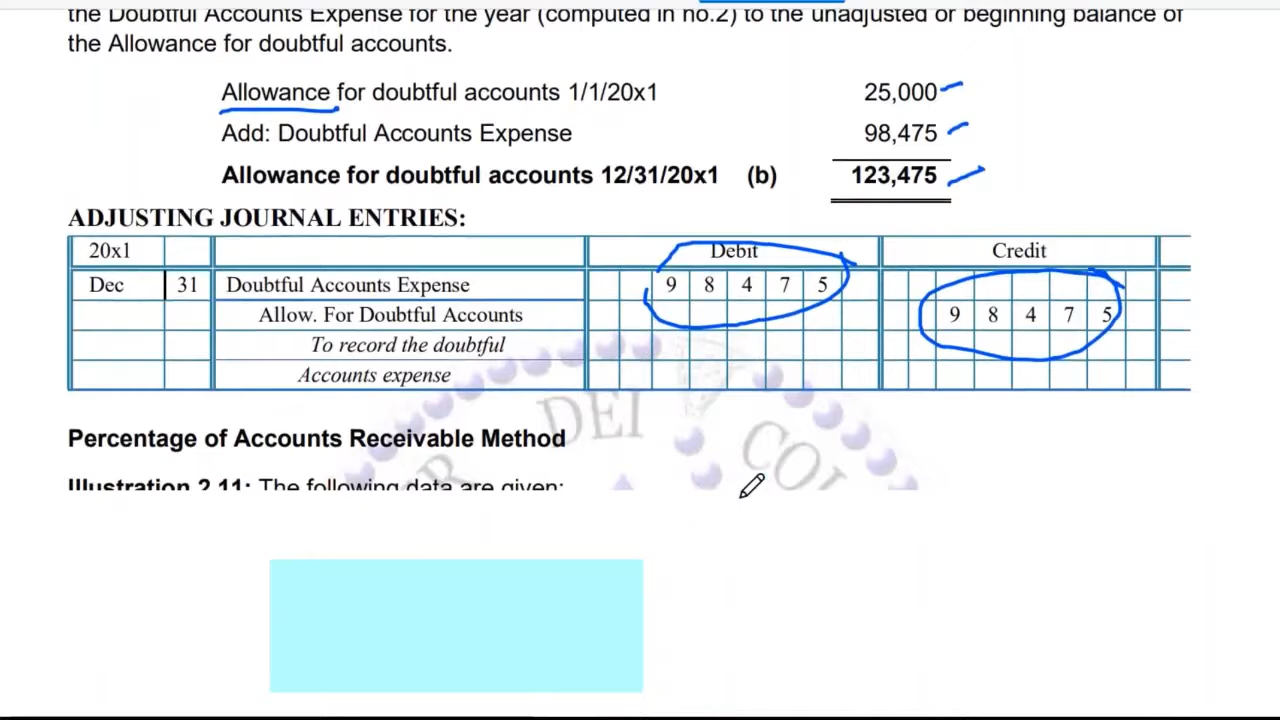 the Doubtful Accounts Expense for the year (computed in no.2) to the unadjusted or beginning balance of
the Allowance for doubtful accounts.
Allowance for doubtful accounts 1/1/20x1 25,000
Add: Doubtful Accounts Expense 98,475
Allowance for doubtful accounts 12/31/20x1 (b) 123,475
ADJUSTING JOURNAL ENTRIES:
20x1 Debit Credit
Dec 31 Doubtful Accounts Expense 9 8 4 7 5
Allow. For Doubtful Accounts 9 8 4 7 5
To record the doubtful
Accounts expense
DEI
Percentage of Accounts Receivable Method
Illustration 2.11: The following data are given: